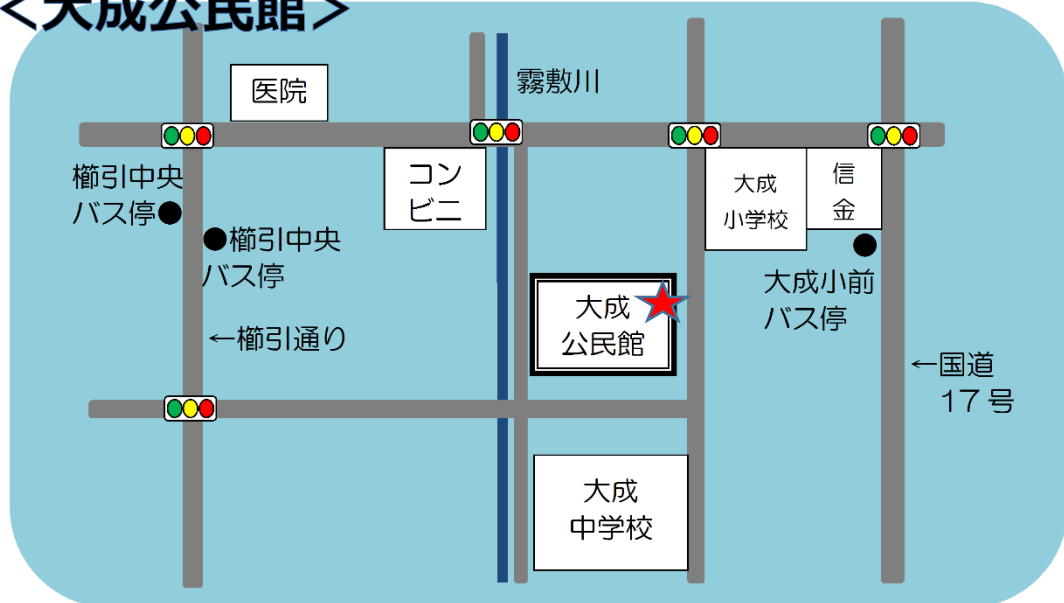 ＜大成公民館＞
医院
霧敷川
櫛引中央
バス停●
コン
ビニ
大成
小学校
信
金
●櫛引中央
バス停
大成小前
バス停
大成
公民館
←櫛引通り
←国道
17号
大成
中学校